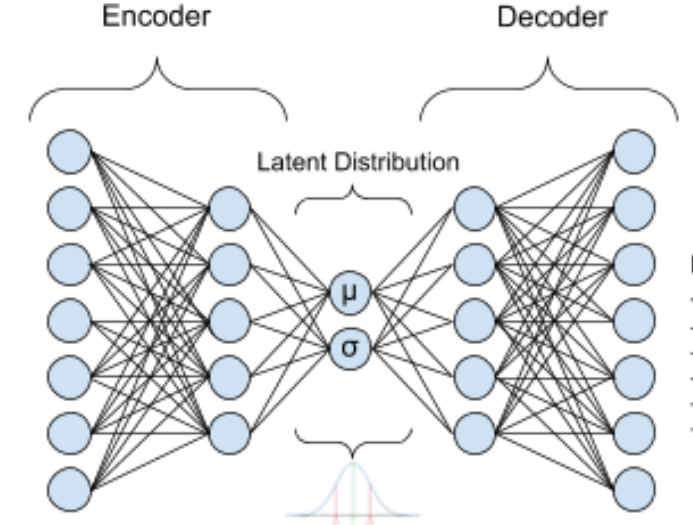 Encoder
Decoder
Latent Distribution
μ
σ